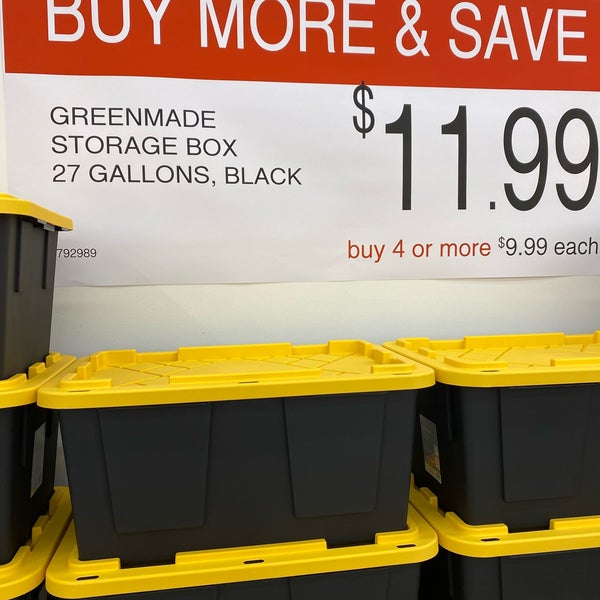 BUY MORE & SAVE
GREENMADE
STORAGE BOX
27 GALLONS, BLACK
$11.99
792989
buy 4 or more $9.99 each